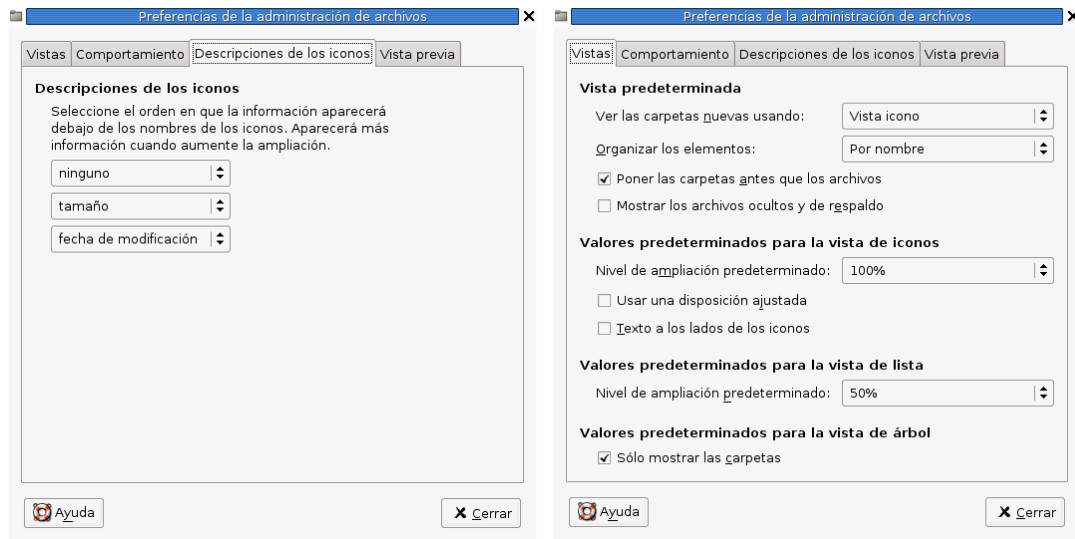 Preferencias de la administración de archivos
Vistas Comportamiento Descripciones de los iconos Vista previa
Descripciones de los iconos
Seleccione el orden en que la información aparecerá
debajo de los nombres de los iconos. Aparecerá más
información cuando aumente la ampliación.
ninguno
tamaño
fecha de modificación
Ayuda
Cerrar
Preferencias de la administración de archivos
Vistas Comportamiento Descripciones de los iconos Vista previa
Vista predeterminada
Ver las carpetas nuevas usando: Vista icono
Organizar los elementos: Por nombre
Poner las carpetas antes que los archivos
Mostrar los archivos ocultos y de respaldo
Valores predeterminados para la vista de iconos
Nivel de ampliación predeterminado: 100%
Usar una disposición ajustada
Texto a los lados de los iconos
Valores predeterminados para la vista de lista
Nivel de ampliación predeterminado: 50%
Valores predeterminados para la vista de árbol
Sólo mostrar las carpetas
Ayuda
Cerrar